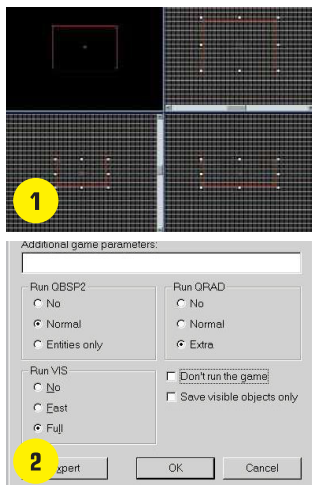 1
Additional game parameters:
Run QBSP2
Run QRAD
No
No
Normal
Normal
Entities only
Extra
Run VIS
Don't run the game
No
Save visible objects only
Fast
Full
2
xpert
OK
Cancel